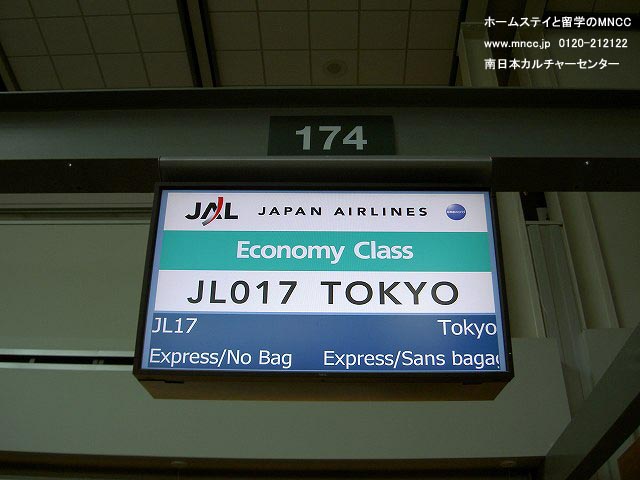 ホームステイと留学のMNCC
www.mncc.jp 0120-212122
南日本カルチャーセンター
174
JAL JAPAN AIRLINES
Economy Class
JL017 TOKYO
JL17 Tokyo
Express/No Bag Express/Sans bagag